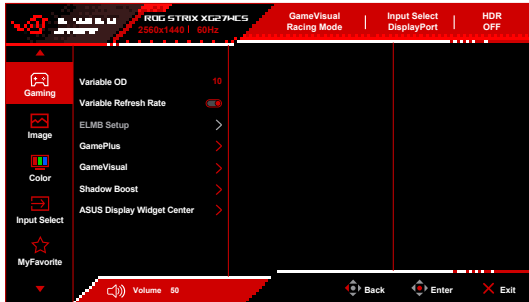 ROG STRIX XG27WCS
2560x1440 | 60Hz
GameVisual
Racing Mode
Input Select
DisplayPort
HDR
OFF
Gaming
Image
Color
Input Select
MyFavorite
Variable OD 10
Variable Refresh Rate
ELMB Setup
GamePlus
GameVisual
Shadow Boost
ASUS Display Widget Center
Volume 50
Back
Enter
Exit